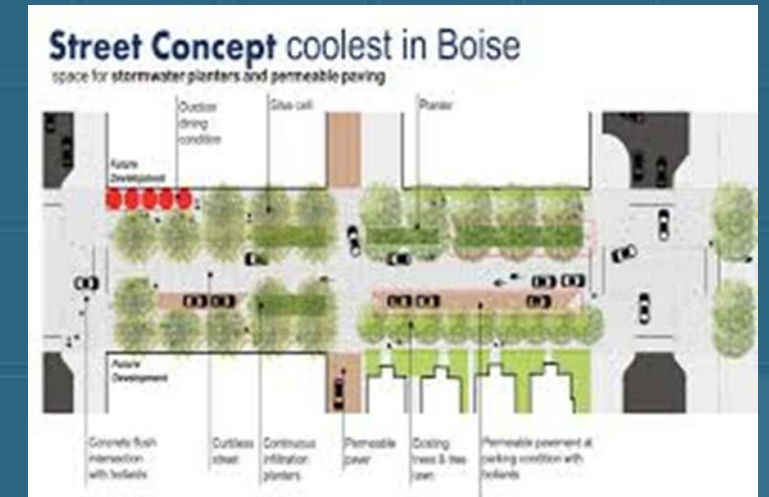 Street Concept coolest in Boise
space for stormwater planters and permeable paving
Outdoor
dining
condition
Silva cell
Planter
Future
Development
Future
Development
Concrete flush
intersection
with bollards
Curbless
street
Continuous
infiltration
planters
Permeable
paver
Existing
trees & tree
lawn
Permeable pavement at
parking condition with
bollards